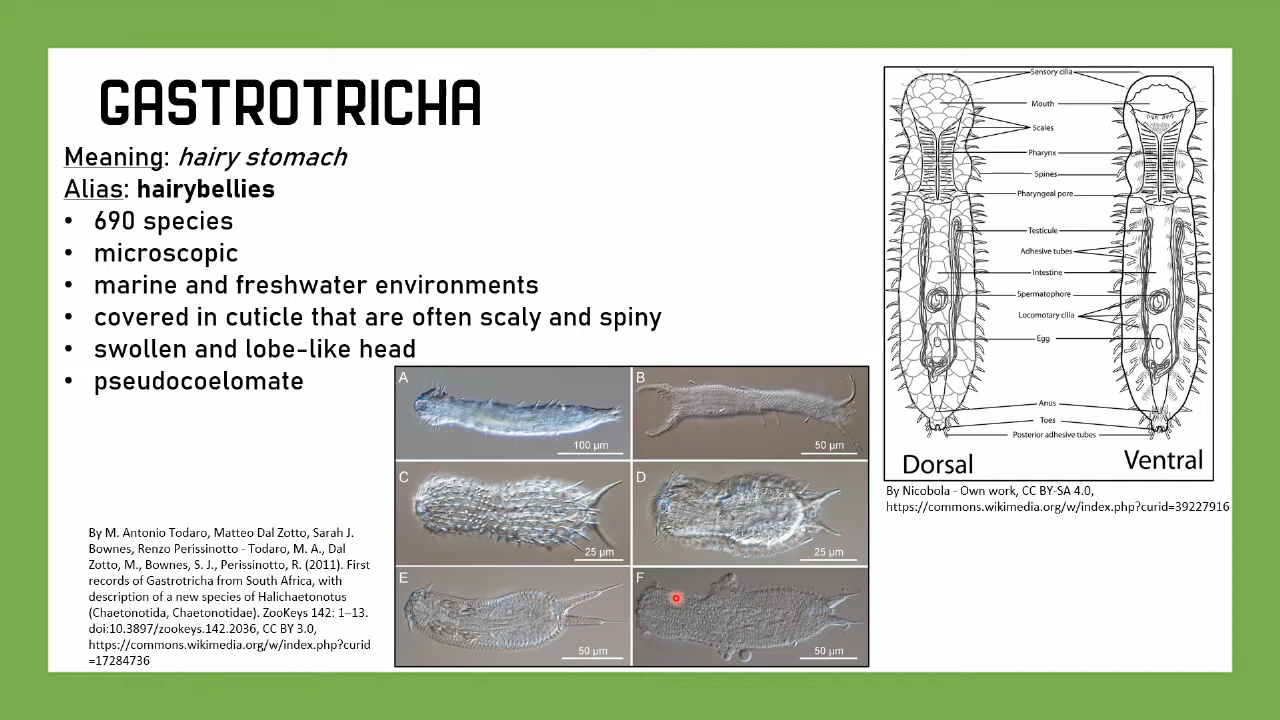 GASTROTRICHA
Meaning: hairy stomach
Alias: hairybellies
• 690 species
• microscopic
• marine and freshwater environments
• covered in cuticle that are often scaly and spiny
• swollen and lobe-like head
• pseudocoelomate
A
100 µm
B
50 µm
C
25 µm
D
25 µm
E
50 µm
F
50 µm
By M. Antonio Todaro, Matteo Dal Zotto, Sarah J.
Bownes, Renzo Perissinotto - Todaro, M. A., Dal
Zotto, M., Bownes, S. J., Perissinotto, R. (2011). First
records of Gastrotricha from South Africa, with
description of a new species of Halichaetonotus
(Chaetonotida, Chaetonotidae). ZooKeys 142: 1–13.
doi:10.3897/zookeys.142.2036, CC BY 3.0,
https://commons.wikimedia.org/w/index.php?curid
=17284736
Sensory cilia
Mouth
Scales
Pharynx
Spines
Pharyngeal pore
Testicule
Adhesive tubes
Intestine
Spermatophore
Locomotary cilia
Egg
Anus
Toes
Posterior adhesive tubes
Dorsal
Ventral
By Nicobola - Own work, CC BY-SA 4.0,
https://commons.wikimedia.org/w/index.php?curid=39227916